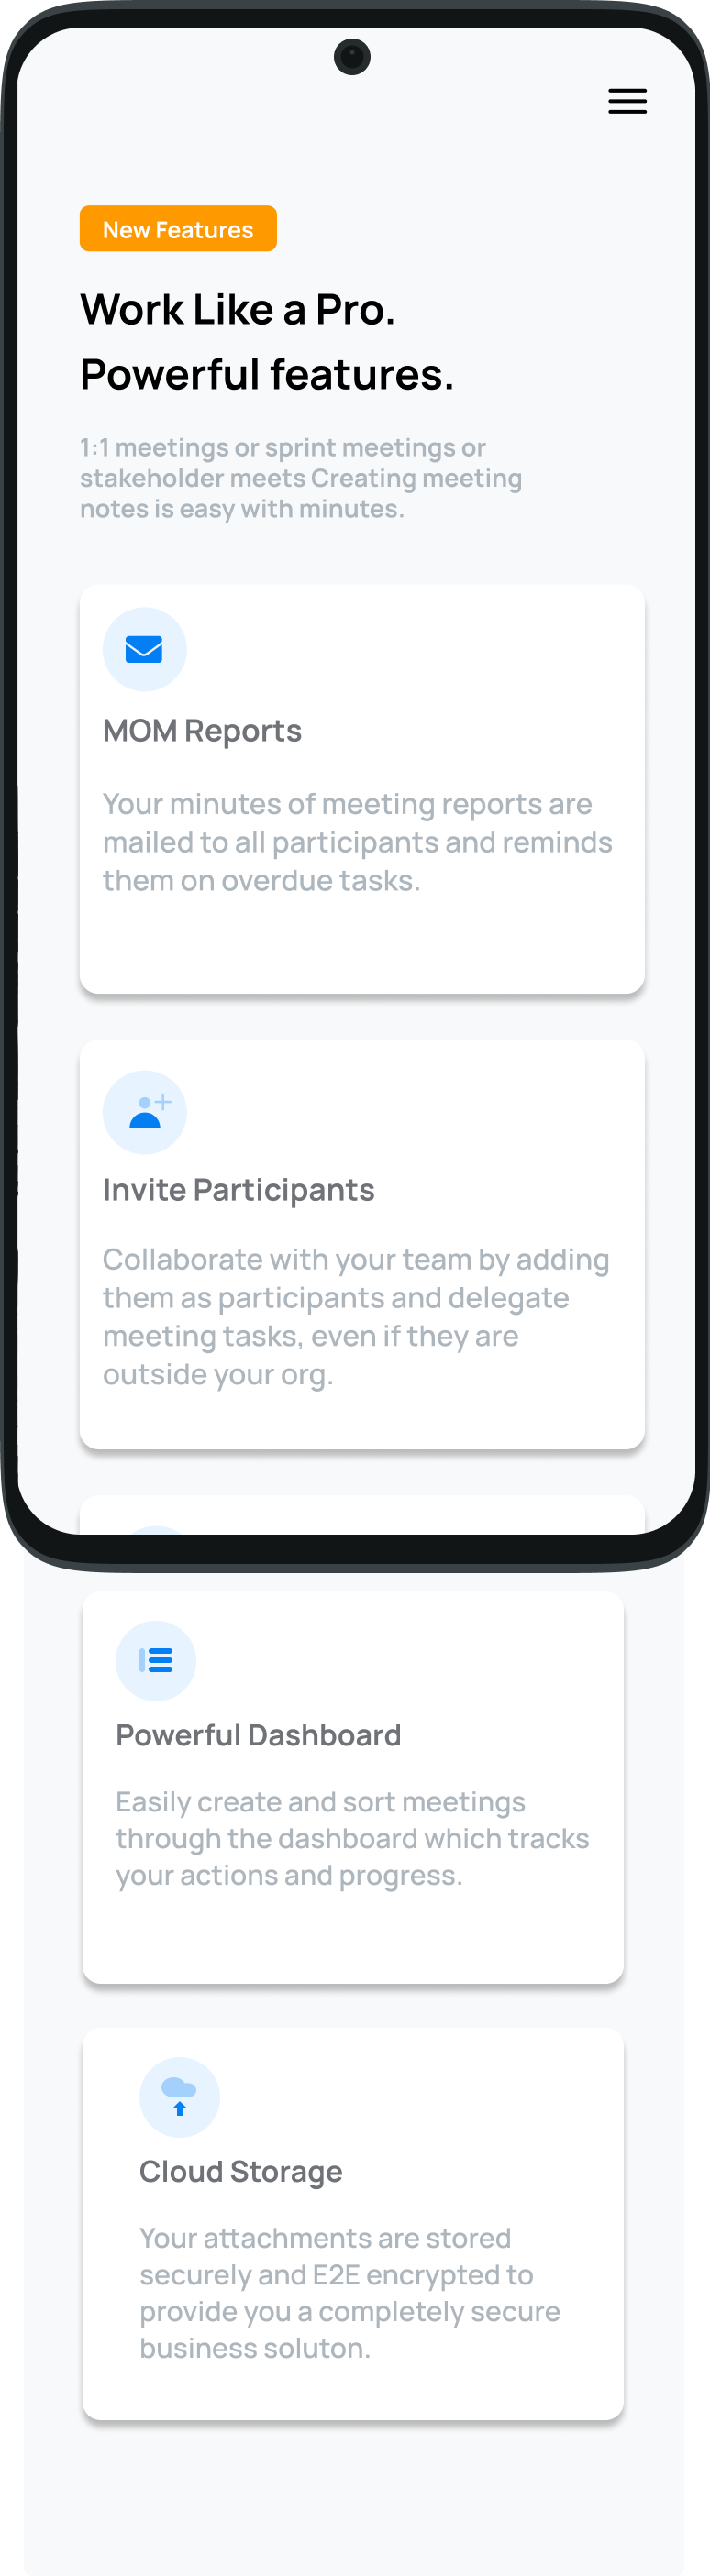 New Features
Work Like a Pro.
Powerful features.
1:1 meetings or sprint meetings or
stakeholder meets Creating meeting
notes is easy with minutes.
MOM Reports
Your minutes of meeting reports are
mailed to all participants and reminds
them on overdue tasks.
Invite Participants
Collaborate with your team by adding
them as participants and delegate
meeting tasks, even if they are
outside your org.
Powerful Dashboard
Easily create and sort meetings
through the dashboard which tracks
your actions and progress.
Cloud Storage
Your attachments are stored
securely and E2E encrypted to
provide you a completely secure
business soluton.